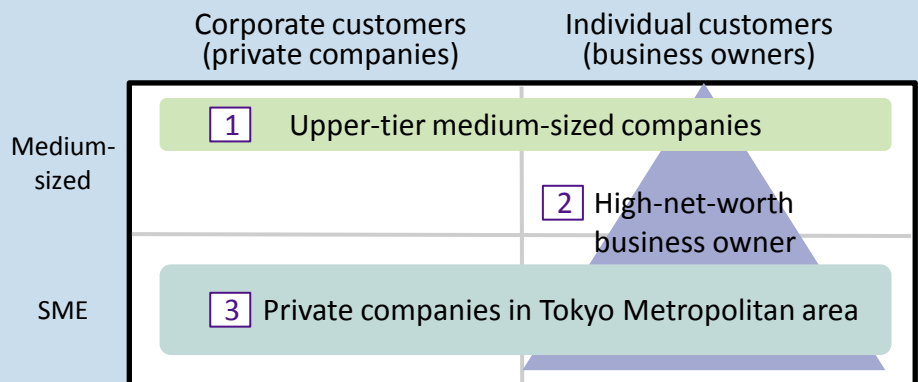 Corporate customers
(private companies)
Individual customers
(business owners)
Medium-
sized
1 Upper-tier medium-sized companies
2 High-net-worth
business owner
SME
3 Private companies in Tokyo Metropolitan area